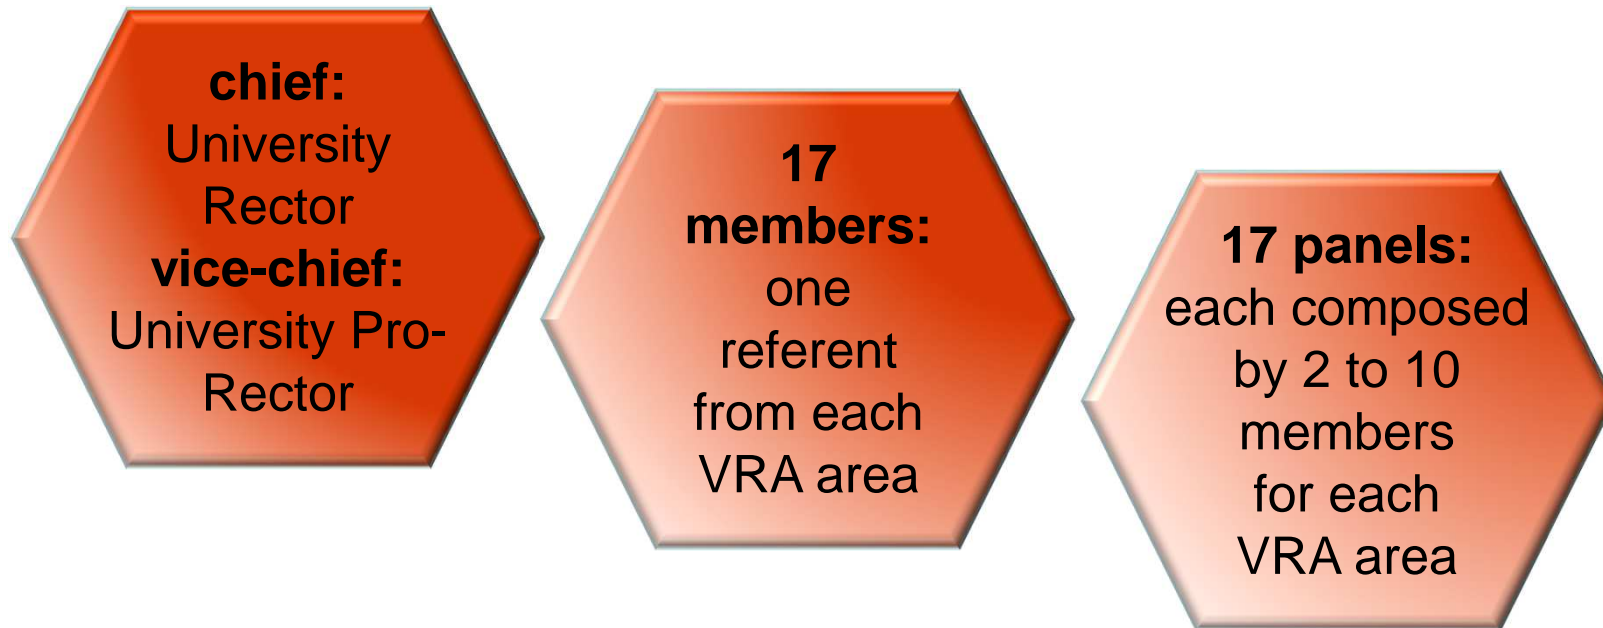 chief:
University
Rector
vice-chief:
University Pro-
Rector
17
members:
one
referent
from each
VRA area
17 panels:
each composed
by 2 to 10
members
for each
VRA area